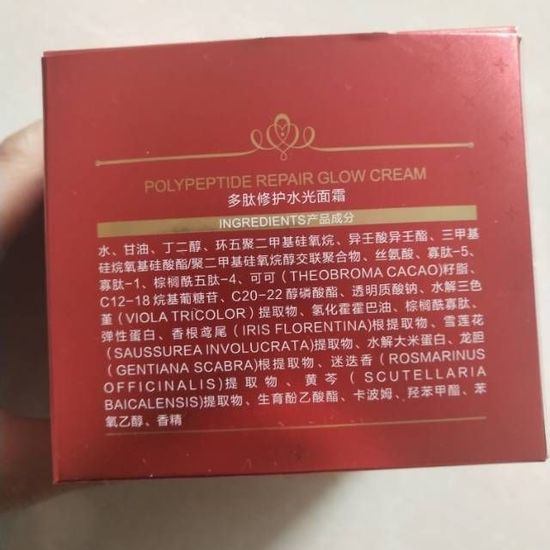 POLYPEPTIDE REPAIR GLOW CREAM
多肽修护水光面霜
INGREDIENTS产品成分
水、甘油、丁二醇、环五聚二甲基硅氧烷、异壬酸异壬酯、三甲基
硅烷氧基硅酸酯/聚二甲基硅氧烷醇交联聚合物、丝氨酸、寡肽-5、
寡肽-1、棕榈酰五肽-4、可可(THEOBROMA CACAO)籽脂、
C12-18 烷基葡糖苷、C20-22 醇磷酸酯、透明质酸钠、水解三色
堇(VIOLA TRICOLOR)提取物、氢化霍霍巴油、棕榈酰寡肽、
弹性蛋白、香根鸢尾(IRIS FLORENTINA)根提取物、雪莲花
(SAUSSUREA INVOLUCRATA)提取物、水解大米蛋白、龙胆
(GENTIANA SCABRA)根提取物、迷迭香(ROSMARINUS
OFFICINALIS)提取物、黄芩(SCUTELLARIA
BAICALENSIS)提取物、生育酚乙酸酯、卡波姆、羟苯甲酯、苯
氧乙醇、香精